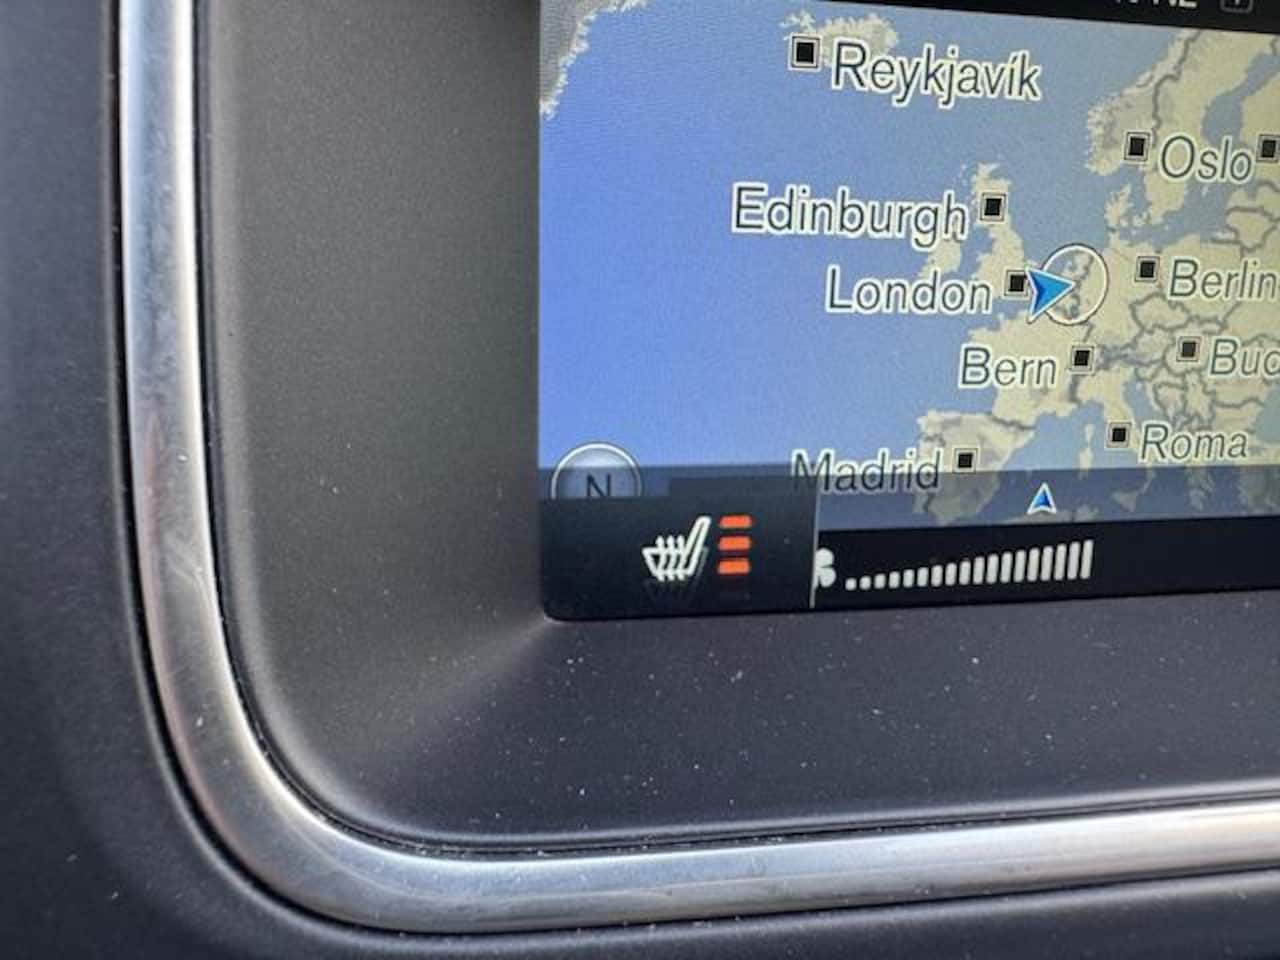 Reykjavík
Oslo
Edinburgh
London
Berlin
Bern
Roma
Madrid
N